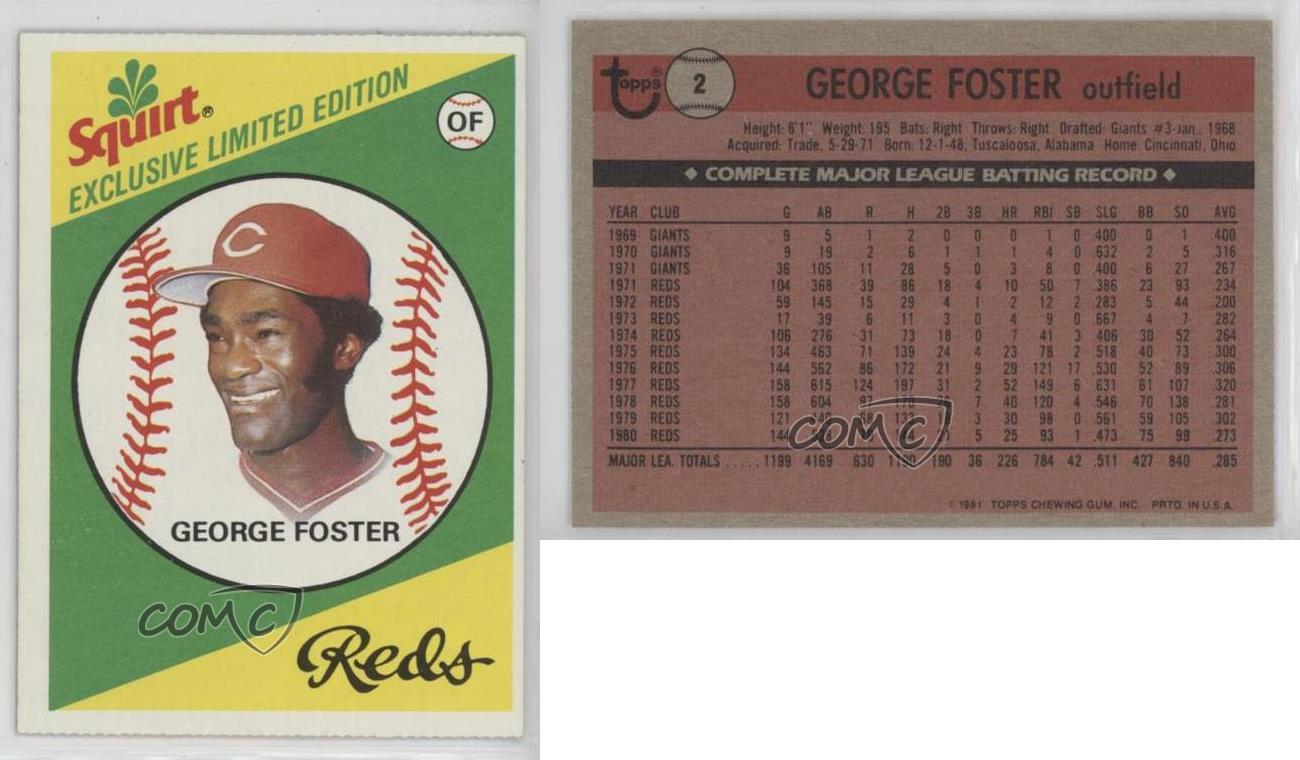 Squirt®
EXCLUSIVE LIMITED EDITION
OF
GEORGE FOSTER
COMC
Reds
Topps®
2
GEORGE FOSTER outfield
Height: 6'1" Weight: 195 Bats: Right Throws: Right Drafted: Giants #3-Jan., 1968
Acquired: Trade, 5-29-71 Born: 12-1-48, Tuscaloosa, Alabama Home: Cincinnati, Ohio
◆ COMPLETE MAJOR LEAGUE BATTING RECORD ◆
YEAR CLUB G AB R H 2B 3B HR RBI SB SLG BB SO AVG
1969 GIANTS 9 5 1 2 0 0 0 1 0 .400 0 1 .400
1970 GIANTS 9 19 2 6 1 1 1 4 0 .632 2 5 .316
1971 GIANTS 36 105 11 28 5 0 3 8 0 .400 6 27 .267
1971 REDS 104 368 39 86 18 4 10 50 7 .386 23 93 .234
1972 REDS 59 145 15 29 4 1 2 12 2 .283 5 44 .200
1973 REDS 17 39 6 11 3 0 4 9 0 .667 4 7 .282
1974 REDS 106 276 31 73 18 0 7 41 3 .406 30 52 .264
1975 REDS 134 463 71 139 24 4 23 78 2 .518 40 73 .300
1976 REDS 144 562 86 172 21 9 29 121 17 .530 52 89 .306
1977 REDS 158 615 124 197 31 2 52 149 6 .631 61 107 .320
1978 REDS 158 604 97 170 7 40 120 4 .546 70 138 .281
1979 REDS 121 3 30 98 0 .561 59 105 .302
1980 REDS 144 5 25 93 1 .473 75 99 .273
COMC
MAJOR LEA. TOTALS ...... 1199 4169 630 1190 190 36 226 784 42 .511 427 840 .285
© 1981 TOPPS CHEWING GUM, INC. PRTD. IN U.S.A.